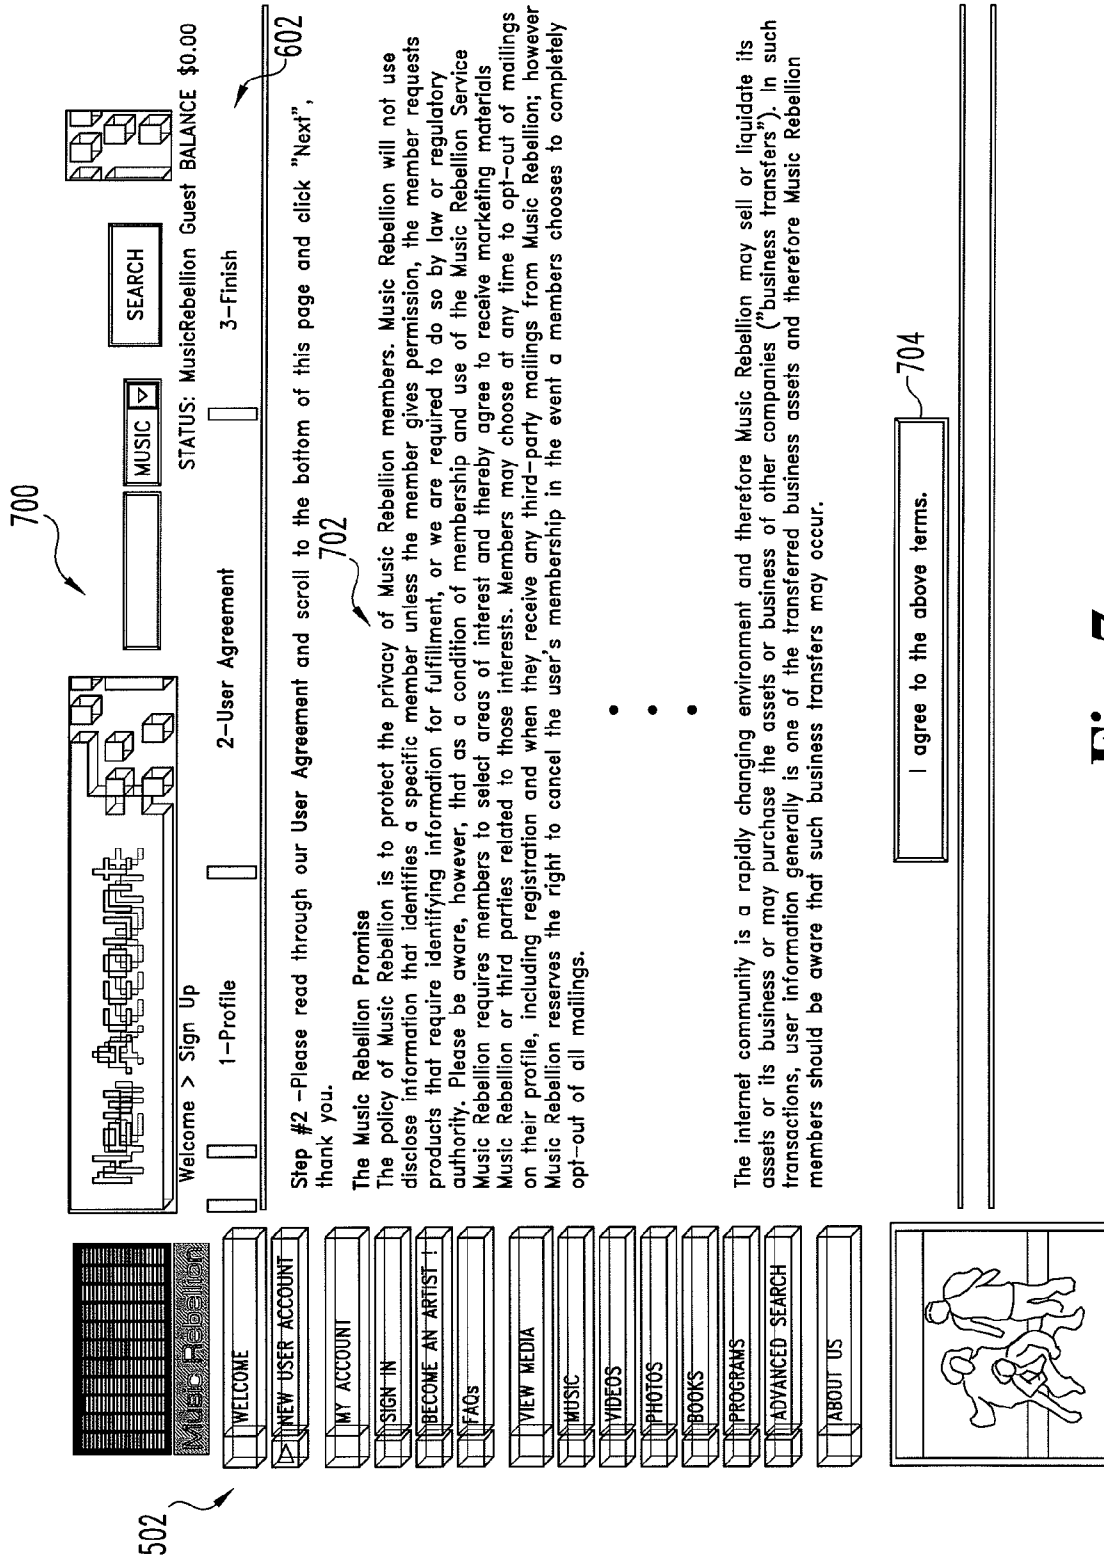 700
502
Music Rebellion
New Account
MUSIC
SEARCH
Welcome > Sign Up
STATUS: MusicRebellion Guest BALANCE $0.00
1-Profile
2-User Agreement
3-Finish
602
WELCOME
NEW USER ACCOUNT
MY ACCOUNT
SIGN IN
BECOME AN ARTIST !
FAQs
VIEW MEDIA
MUSIC
VIDEOS
PHOTOS
BOOKS
PROGRAMS
ADVANCED SEARCH
ABOUT US
Step #2 -Please read through our User Agreement and scroll to the bottom of this page and click "Next",
thank you.
702
The Music Rebellion Promise
The policy of Music Rebellion is to protect the privacy of Music Rebellion members. Music Rebellion will not use
disclose information that identifies a specific member unless the member gives permission, the member requests
products that require identifying information for fulfillment, or we are required to do so by law or regulatory
authority. Please be aware, however, that as a condition of membership and use of the Music Rebellion Service
Music Rebellion requires members to select areas of interest and thereby agree to receive marketing materials
Music Rebellion or third parties related to those interests. Members may choose at any time to opt-out of mailings
on their profile, including registration and when they receive any third-party mailings from Music Rebellion; however
Music Rebellion reserves the right to cancel the user's membership in the event a members chooses to completely
opt-out of all mailings.
The internet community is a rapidly changing environment and therefore Music Rebellion may sell or liquidate its
assets or its business or may purchase the assets or business of other companies ("business transfers"). In such
transactions, user information generally is one of the transferred business assets and therefore Music Rebellion
members should be aware that such business transfers may occur.
I agree to the above terms.
704